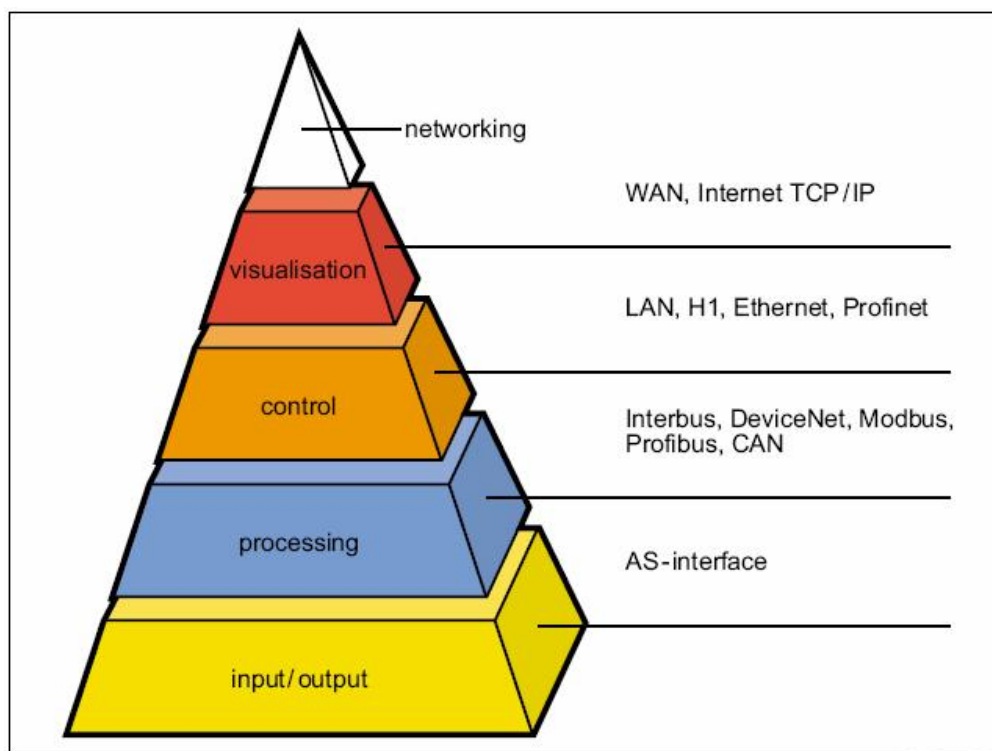 networking
WAN, Internet TCP/IP
visualisation
LAN, H1, Ethernet, Profinet
control
Interbus, DeviceNet, Modbus,
Profibus, CAN
processing
AS-interface
input/output